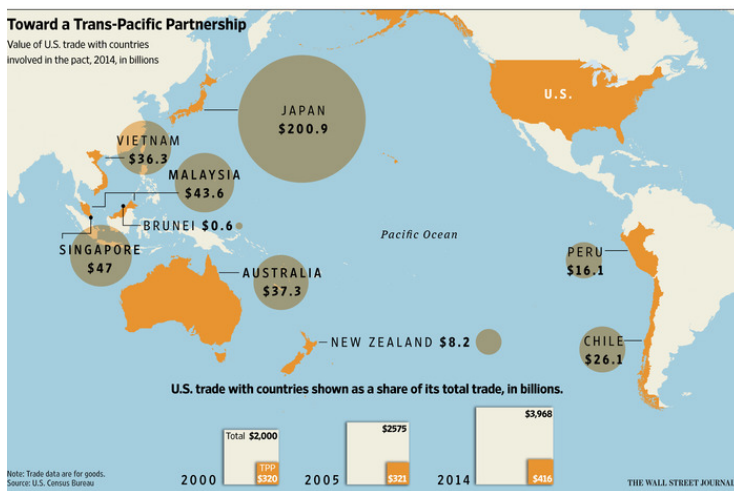 Toward a Trans-Pacific Partnership
Value of U.S. trade with countries
involved in the pact, 2014, in billions
U.S.
JAPAN
$200.9
VIETNAM
$36.3
MALAYSIA
$43.6
BRUNEI $0.6
SINGAPORE
$47
Pacific Ocean
AUSTRALIA
$37.3
PERU
$16.1
NEW ZEALAND $8.2
CHILE
$26.1
U.S. trade with countries shown as a share of its total trade, in billions.
Total $2,000
TPP
$320
2000
$2575
$321
2005
$3,968
$416
2014
Note: Trade data are for goods.
Source: U.S. Census Bureau
THE WALL STREET JOURNAL